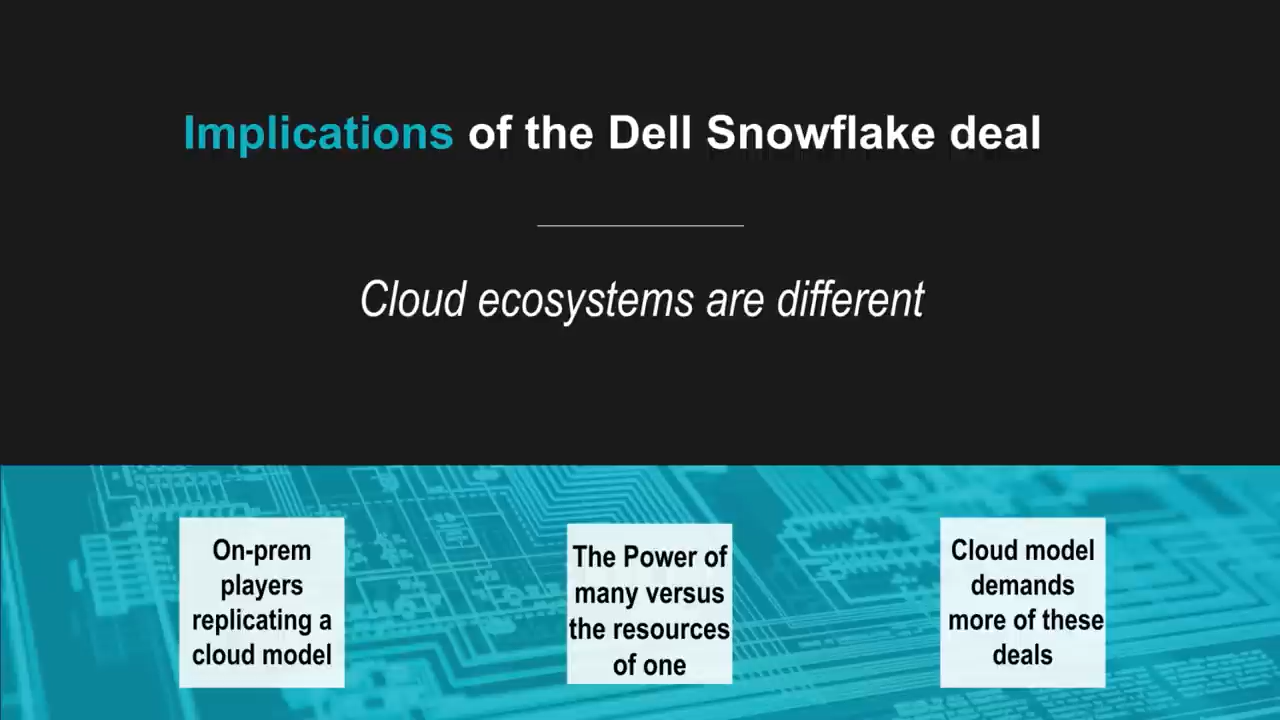 Implications of the Dell Snowflake deal
Cloud ecosystems are different
On-prem
players
replicating a
cloud model
The Power of
many versus
the resources
of one
Cloud model
demands
more of these
deals